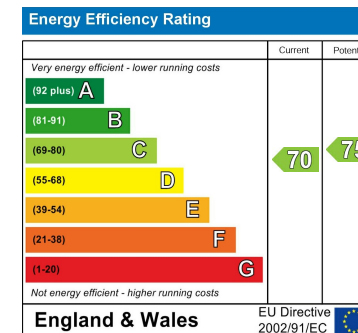 Energy Efficiency Rating
Current
Very energy efficient - lower running costs
(92 plus) A
(81-91) B
(69-80) C
70
(55-68) D
(39-54) E
(21-38) F
(1-20) G
Not energy efficient - higher running costs
England & Wales
EU Directive
2002/91/EC